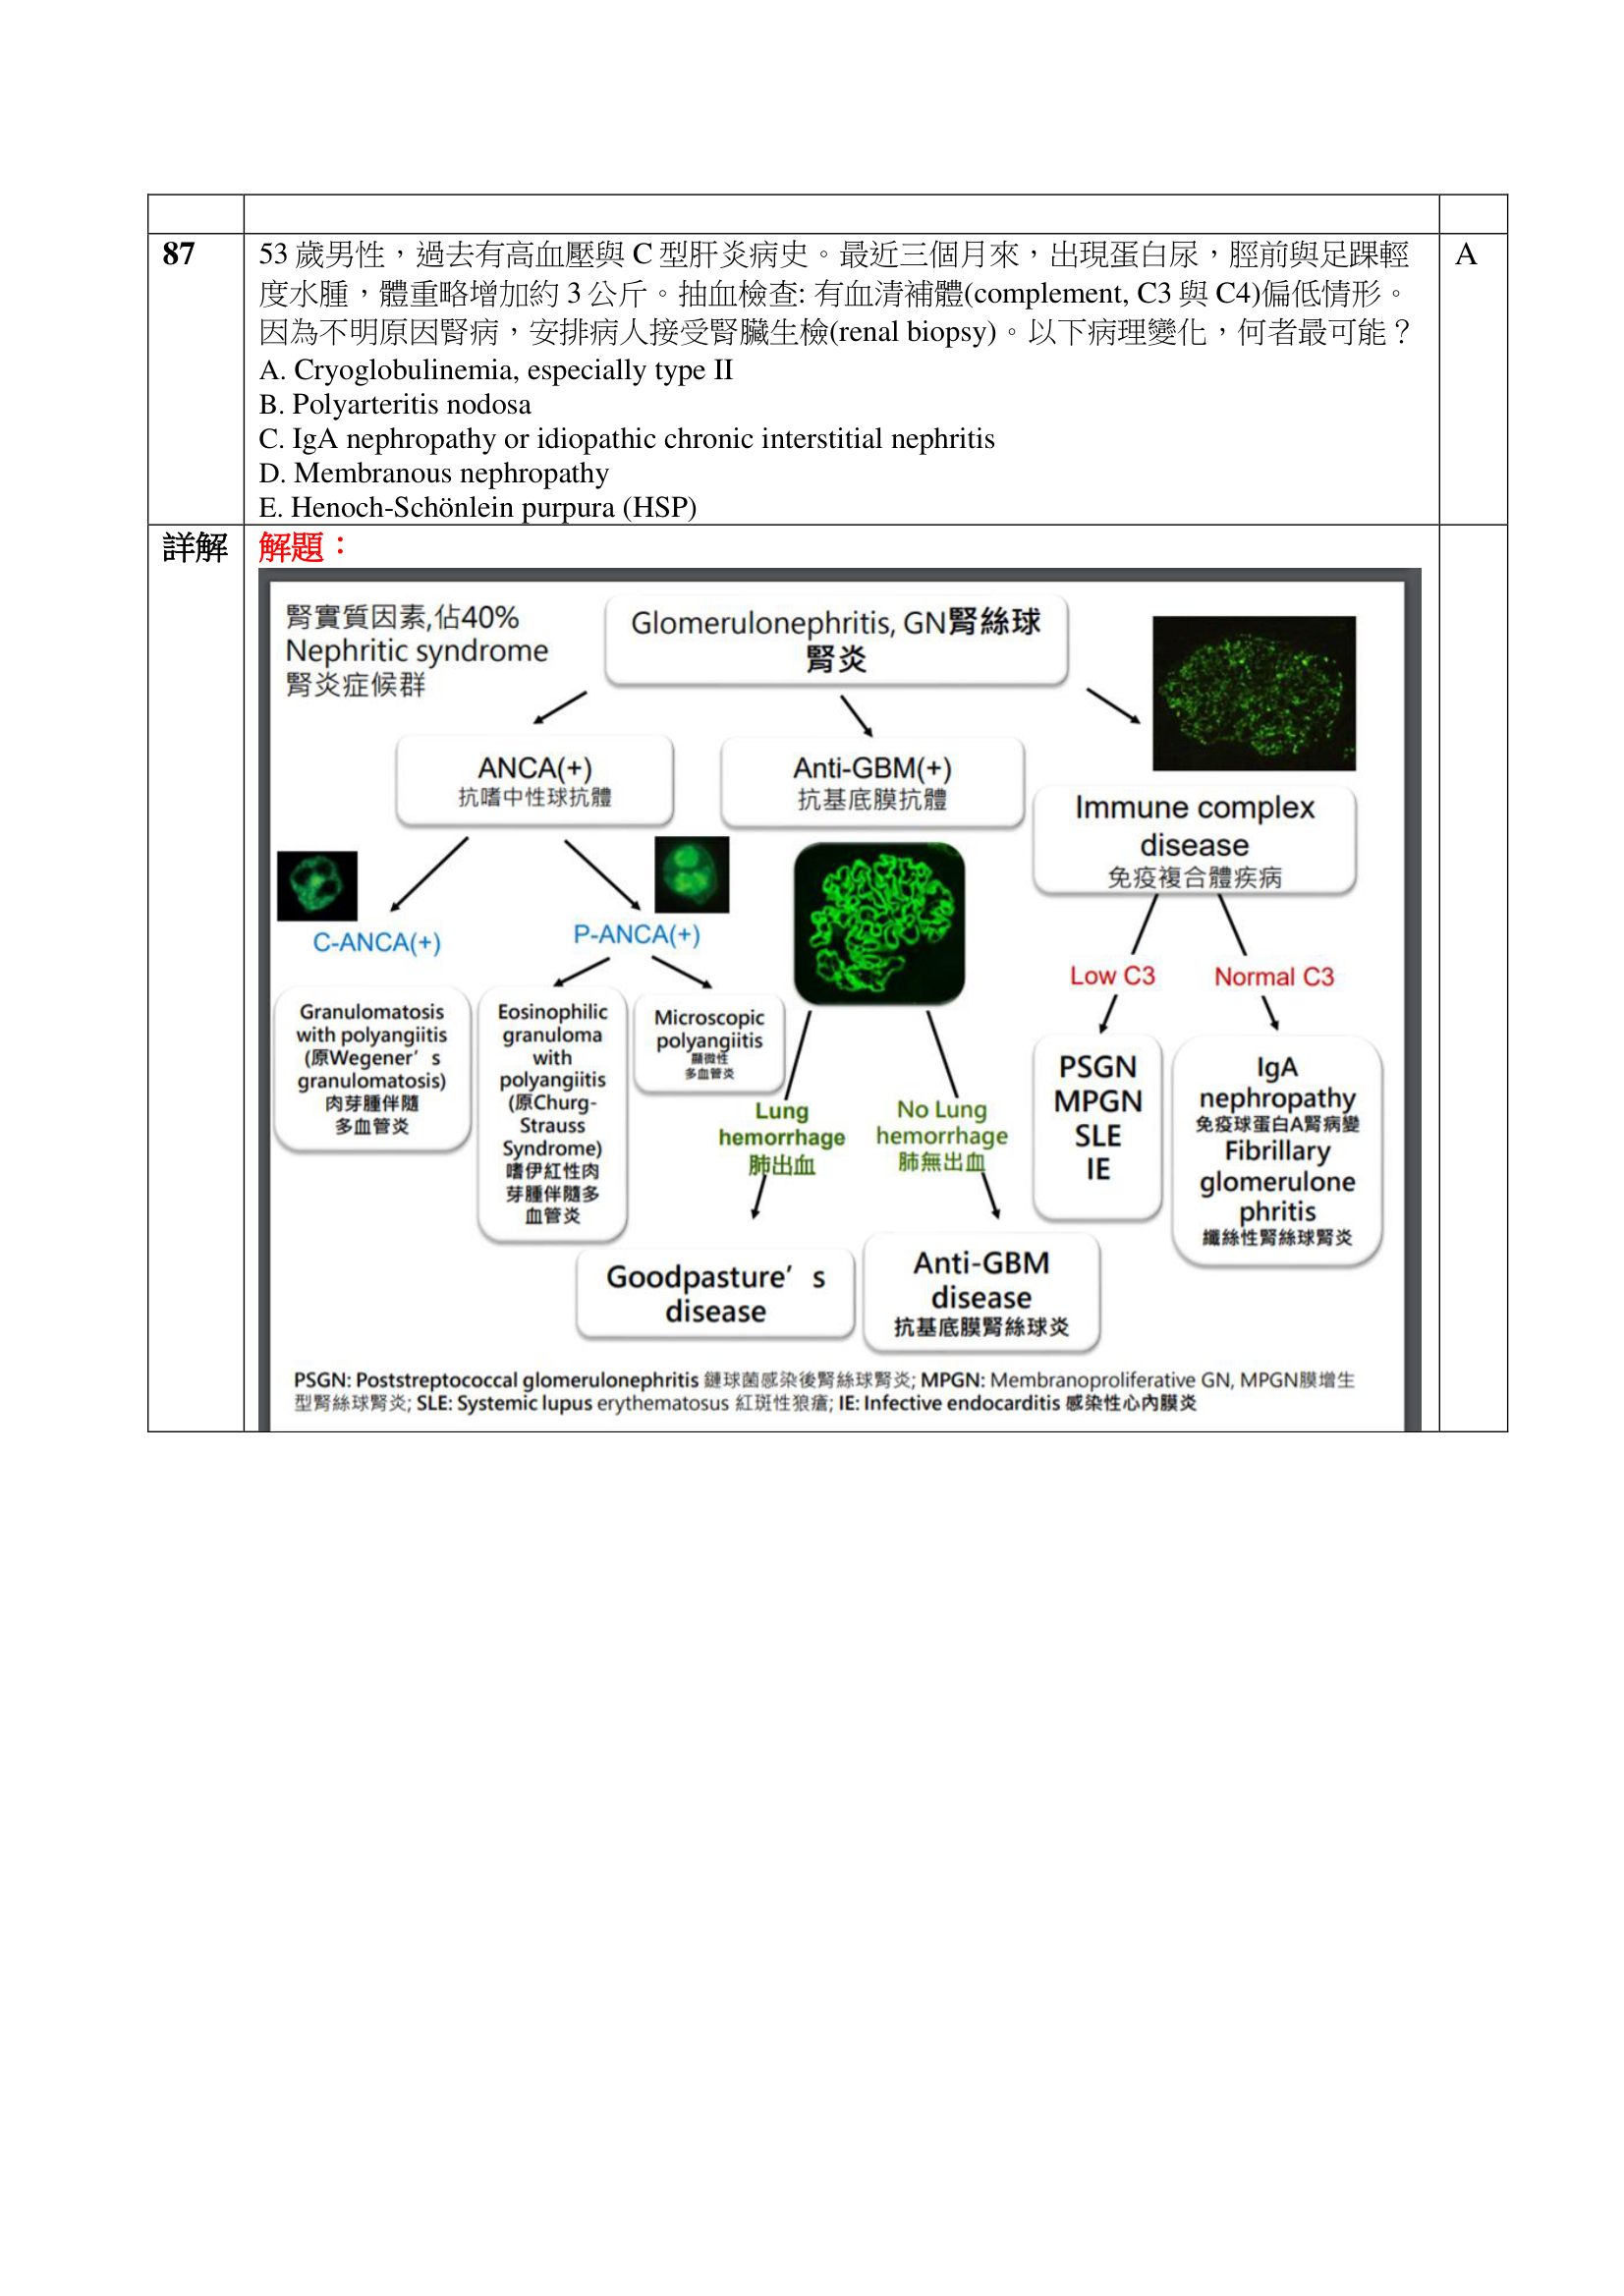 87
53 歲男性，過去有高血壓與 C 型肝炎病史。最近三個月來，出現蛋白尿，脛前與足踝輕
度水腫，體重略增加約 3 公斤。抽血檢查: 有血清補體(complement, C3 與 C4)偏低情形。
因為不明原因腎病，安排病人接受腎臟生檢(renal biopsy)。以下病理變化，何者最可能？
A. Cryoglobulinemia, especially type II
B. Polyarteritis nodosa
C. IgA nephropathy or idiopathic chronic interstitial nephritis
D. Membranous nephropathy
E. Henoch-Schönlein purpura (HSP)
A
詳解
解題：
腎實質因素,佔40%
Nephritic syndrome
腎炎症候群
Glomerulonephritis, GN腎絲球
腎炎
ANCA(+)
抗嗜中性球抗體
Anti-GBM(+)
抗基底膜抗體
Immune complex
disease
免疫複合體疾病
C-ANCA(+)
P-ANCA(+)
Low C3
Normal C3
Granulomatosis
with polyangiitis
(原Wegener’s
granulomatosis)
肉芽腫伴隨
多血管炎
Eosinophilic
granuloma
with
polyangiitis
(原Churg-
Strauss
Syndrome)
嗜伊紅性肉
芽腫伴隨多
血管炎
Microscopic
polyangiitis
顯微性
多血管炎
Lung
hemorrhage
肺出血
No Lung
hemorrhage
肺無出血
PSGN
MPGN
SLE
IE
IgA
nephropathy
免疫球蛋白A腎病變
Fibrillary
glomerulone
phritis
纖絲性腎絲球腎炎
Goodpasture’s
disease
Anti-GBM
disease
抗基底膜腎絲球炎
PSGN: Poststreptococcal glomerulonephritis 鏈球菌感染後腎絲球腎炎; MPGN: Membranoproliferative GN, MPGN膜增生
型腎絲球腎炎; SLE: Systemic lupus erythematosus 紅斑性狼瘡; IE: Infective endocarditis 感染性心內膜炎